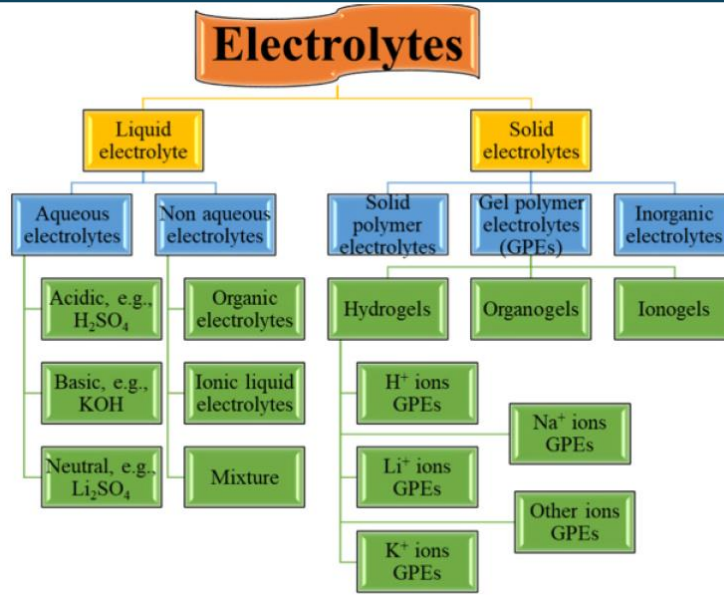 Electrolytes
Liquid
electrolyte
Solid
electrolytes
Aqueous
electrolytes
Non aqueous
electrolytes
Solid
polymer
electrolytes
Gel polymer
electrolytes
(GPEs)
Inorganic
electrolytes
Acidic, e.g.,
H₂SO₄
Organic
electrolytes
Hydrogels
Organogels
Ionogels
Basic, e.g.,
KOH
Ionic liquid
electrolytes
H⁺ ions
GPEs
Na⁺ ions
GPEs
Neutral, e.g.,
Li₂SO₄
Mixture
Li⁺ ions
GPEs
Other ions
GPEs
K⁺ ions
GPEs